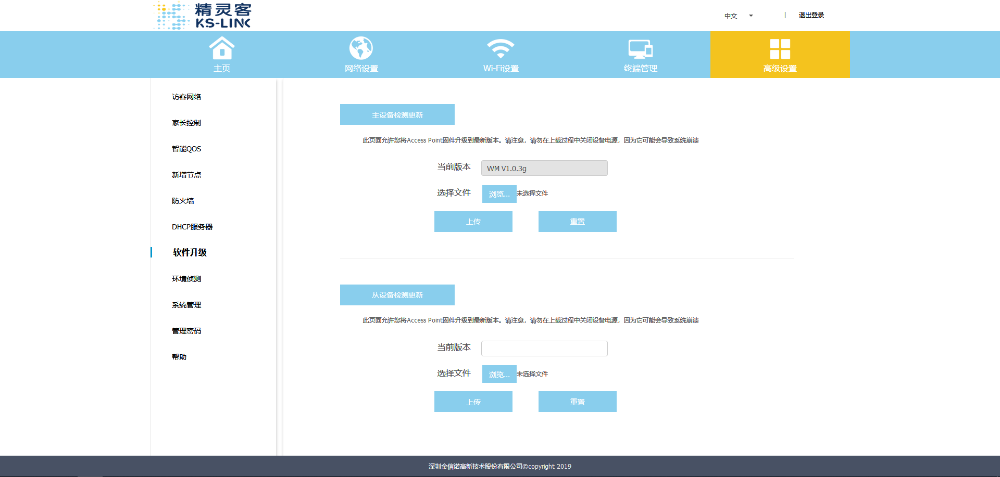 精灵客
KS-LINK
中文
|
退出登录
主页
网络设置
Wi-Fi设置
终端管理
高级设置
访客网络
家长控制
智能QOS
新增节点
防火墙
DHCP服务器
软件升级
环境侦测
系统管理
管理密码
帮助
主设备检测更新
此页面允许您将Access Point固件升级到最新版本。请注意，请勿在上载过程中关闭设备电源，因为它可能会导致系统崩溃
当前版本 WM V1.0.3g
选择文件 浏览... 未选择文件
上传 重置
从设备检测更新
此页面允许您将Access Point固件升级到最新版本。请注意，请勿在上载过程中关闭设备电源，因为它可能会导致系统崩溃
当前版本
选择文件 浏览... 未选择文件
上传 重置
深圳金信诺高新技术股份有限公司©copyright 2019